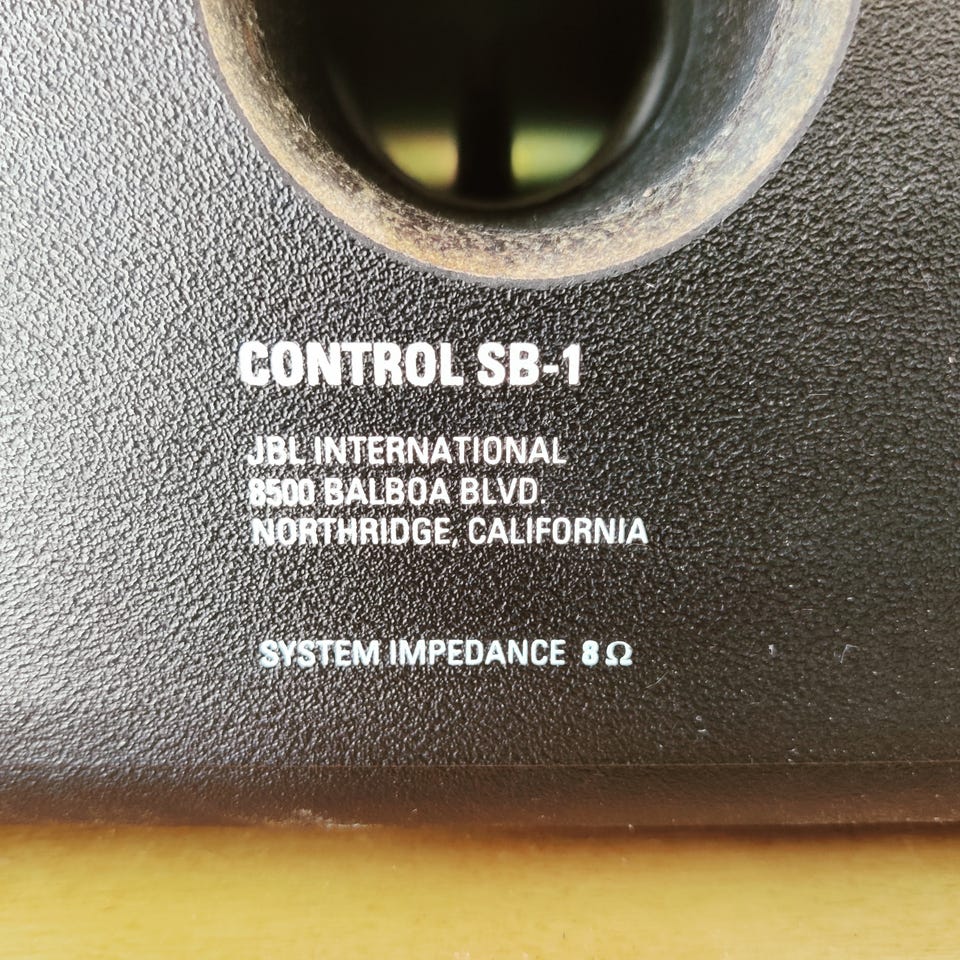 CONTROL SB-1
JBL INTERNATIONAL
8500 BALBOA BLVD.
NORTHRIDGE, CALIFORNIA
SYSTEM IMPEDANCE 8 Ω